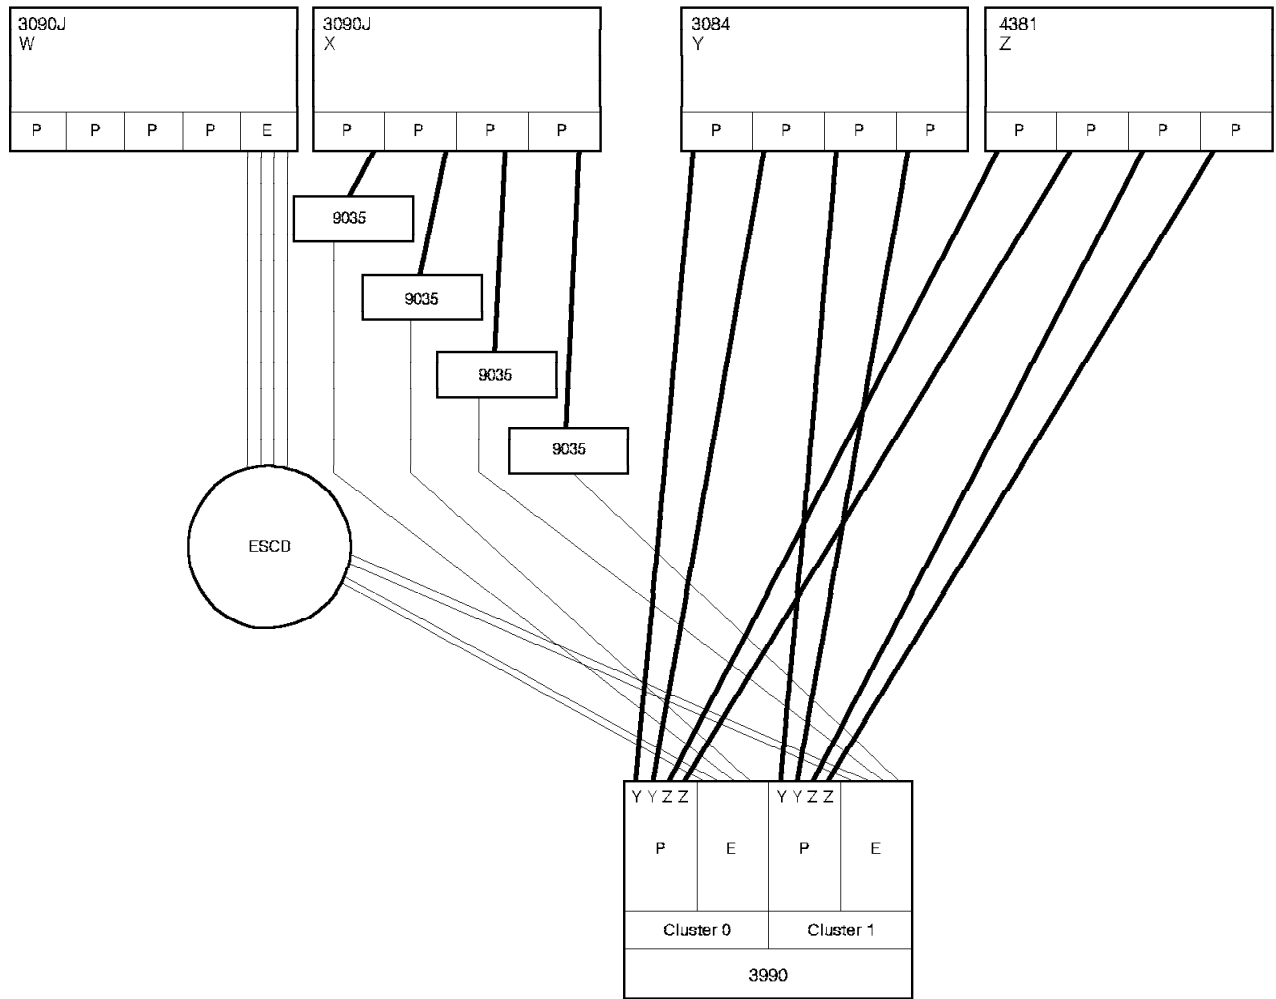 3090J
W
P P P P E
3090J
X
P P P P
3084
Y
P P P P
4381
Z
P P P P
9035
9035
9035
9035
ESCD
Y Y Z Z Y Y Z Z
P E P E
Cluster 0 Cluster 1
3990